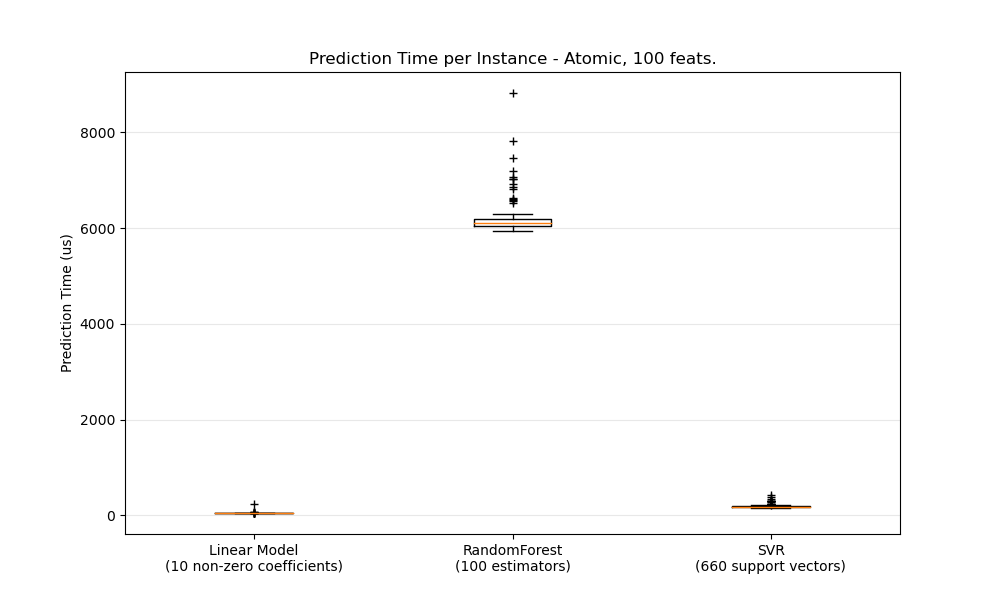 Prediction Time per Instance - Atomic, 100 feats.
Prediction Time (us)
8000
6000
4000
2000
0
Linear Model
(10 non-zero coefficients)
RandomForest
(100 estimators)
SVR
(660 support vectors)